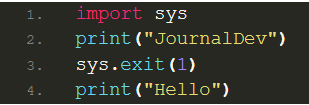 1. import sys
2. print("JournalDev")
3. sys.exit(1)
4. print("Hello")